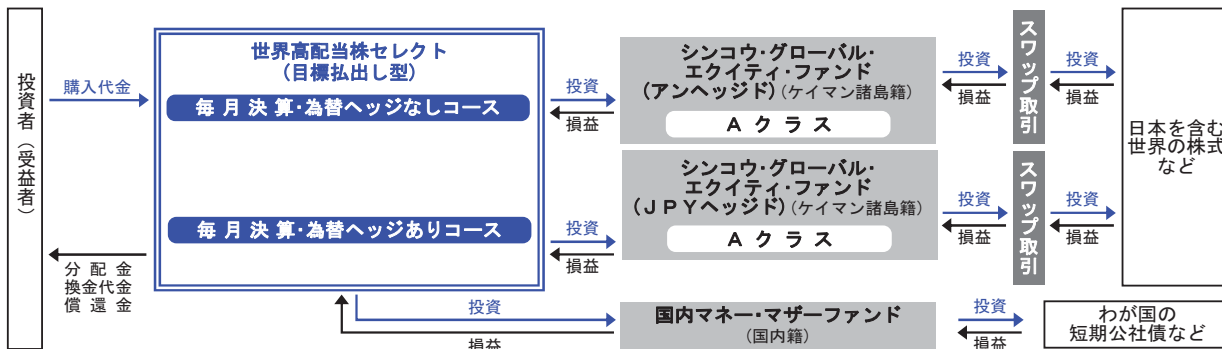 投資者(受益者)
購入代金
分配金
換金代金
償還金
世界高配当株セレクト
(目標払出し型)
毎月決算・為替ヘッジなしコース
毎月決算・為替ヘッジありコース
投資
損益
投資
損益
投資
損益
シンコウ・グローバル・
エクイティ・ファンド
(アンヘッジド)(ケイマン諸島籍)
Aクラス
シンコウ・グローバル・
エクイティ・ファンド
(JPYヘッジド)(ケイマン諸島籍)
Aクラス
国内マネー・マザーファンド
(国内籍)
投資
損益
投資
損益
投資
損益
スワップ取引
スワップ取引
投資
損益
投資
損益
日本を含む
世界の株式
など
わが国の
短期公社債など